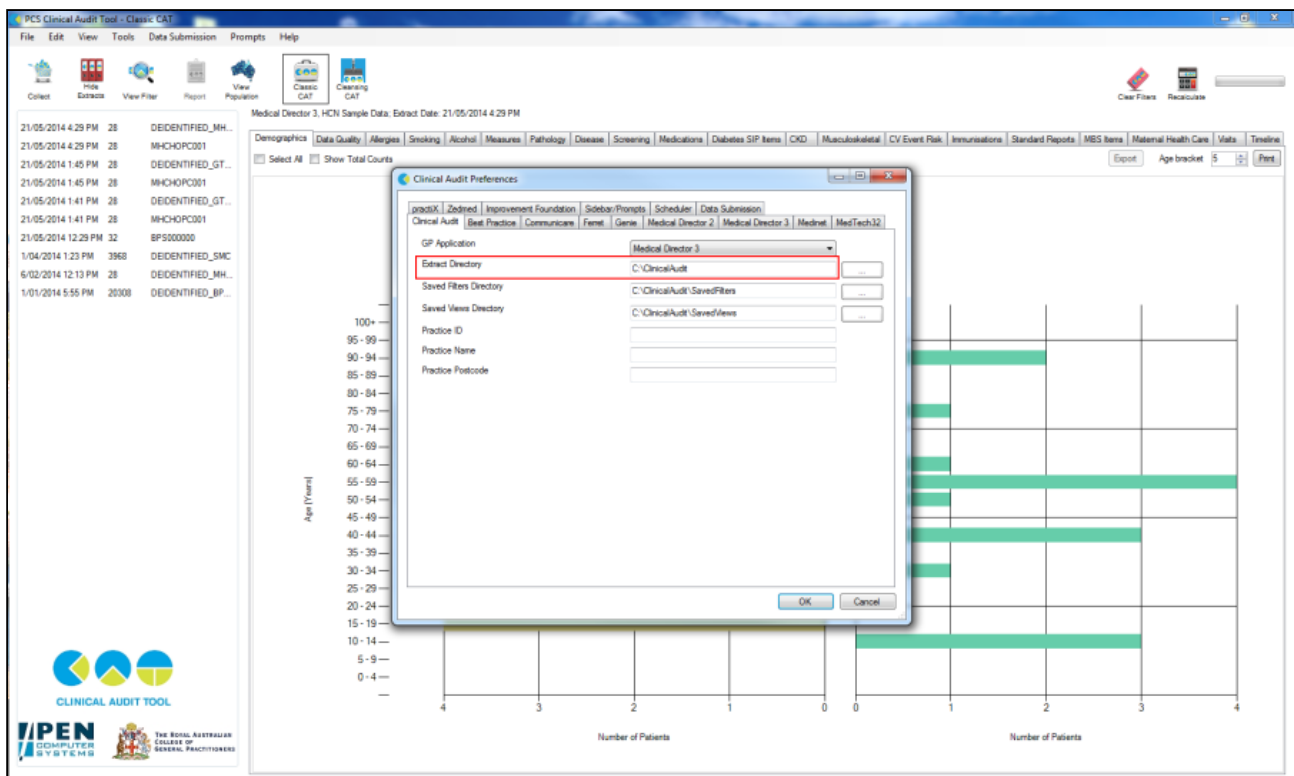 PCS Clinical Audit Tool - Classic CAT
File Edit View Tools Data Submission Prompts Help
Collect
Hide Extracts
View Filter
Report
View Population
Classic CAT
Cleansing CAT
Clear Filters
Recalculate
Medical Director 3, HCN Sample Data; Extract Date: 21/05/2014 4:29 PM
21/05/2014 4:29 PM 28 DEIDENTIFIED_MH...
21/05/2014 4:29 PM 28 MHCHOPC001
21/05/2014 1:45 PM 28 DEIDENTIFIED_GT...
21/05/2014 1:45 PM 28 MHCHOPC001
21/05/2014 1:41 PM 28 DEIDENTIFIED_GT...
21/05/2014 1:41 PM 28 MHCHOPC001
21/05/2014 12:29 PM 32 BPS000000
1/04/2014 1:23 PM 3968 DEIDENTIFIED_SMC
6/02/2014 12:13 PM 28 DEIDENTIFIED_MH...
1/01/2014 5:55 PM 20308 DEIDENTIFIED_BP...
Demographics Data Quality Allergies Smoking Alcohol Measures Pathology Disease Screening Medications Diabetes SIP Items CKD Musculoskeletal CV Event Risk Immunisations Standard Reports MBS Items Maternal Health Care Visits Timeline
Select All Show Total Counts
Export Age bracket 5 Print
Clinical Audit Preferences
practiX Zedmed Improvement Foundation Sidebar/Prompts Scheduler Data Submission
Clinical Audit Best Practice Communicare Ferret Genie Medical Director 2 Medical Director 3 Medinet MedTech32
GP Application Medical Director 3
Extract Directory C:\ClinicalAudit ...
Saved Filters Directory C:\ClinicalAudit\SavedFilters ...
Saved Views Directory C:\ClinicalAudit\SavedViews ...
Practice ID
Practice Name
Practice Postcode
OK Cancel
Age (Years)
100+
95 - 99
90 - 94
85 - 89
80 - 84
75 - 79
70 - 74
65 - 69
60 - 64
55 - 59
50 - 54
45 - 49
40 - 44
35 - 39
30 - 34
25 - 29
20 - 24
15 - 19
10 - 14
5 - 9
0 - 4
4 3 2 1 0 0 1 2 3 4
Number of Patients Number of Patients
CLINICAL AUDIT TOOL
PEN
COMPUTER
SYSTEMS
THE ROYAL AUSTRALIAN
COLLEGE OF
GENERAL PRACTITIONERS